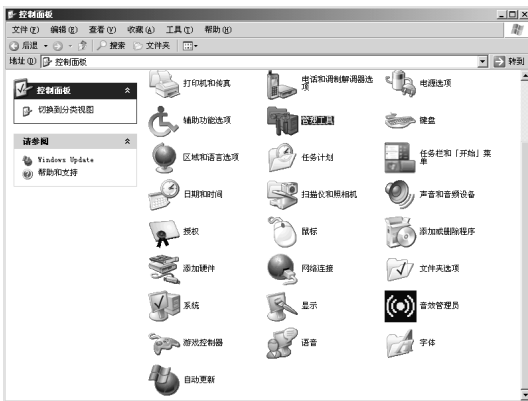 控制面板
文件(F) 编辑(E) 查看(V) 收藏(A) 工具(T) 帮助(H)
后退 搜索 文件夹
地址(D) 控制面板 转到
控制面板
切换到分类视图
请参阅
Windows Update
帮助和支持
打印机和传真
电话和调制解调器选
项
电源选项
辅助功能选项
管理工具
键盘
区域和语言选项
任务计划
任务栏和「开始」菜
单
日期和时间
扫描仪和照相机
声音和音频设备
授权
鼠标
添加或删除程序
添加硬件
网络连接
文件夹选项
系统
显示
音效管理员
游戏控制器
语音
字体
自动更新